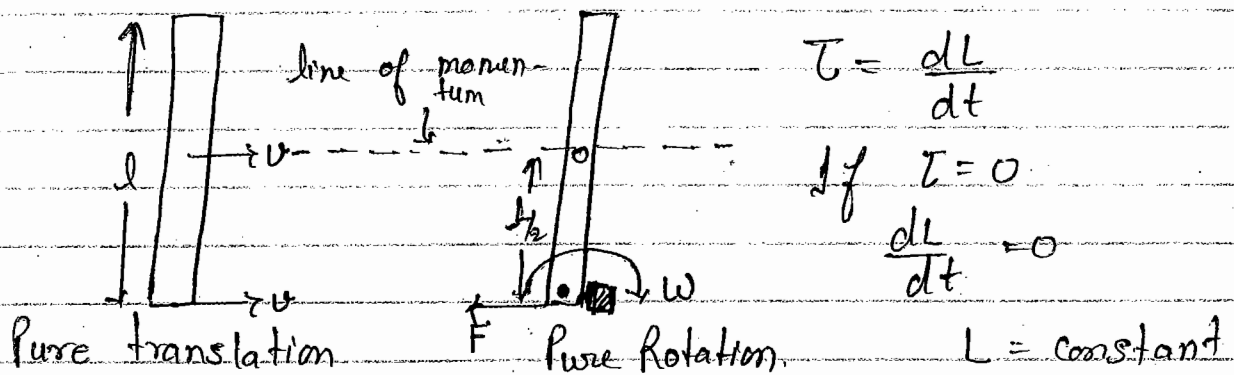 l
line of momen-
tum
v
v
l/2
F
ω
Pure translation
Pure Rotation
τ = dL/dt
If τ = 0
dL/dt = 0
L = constant